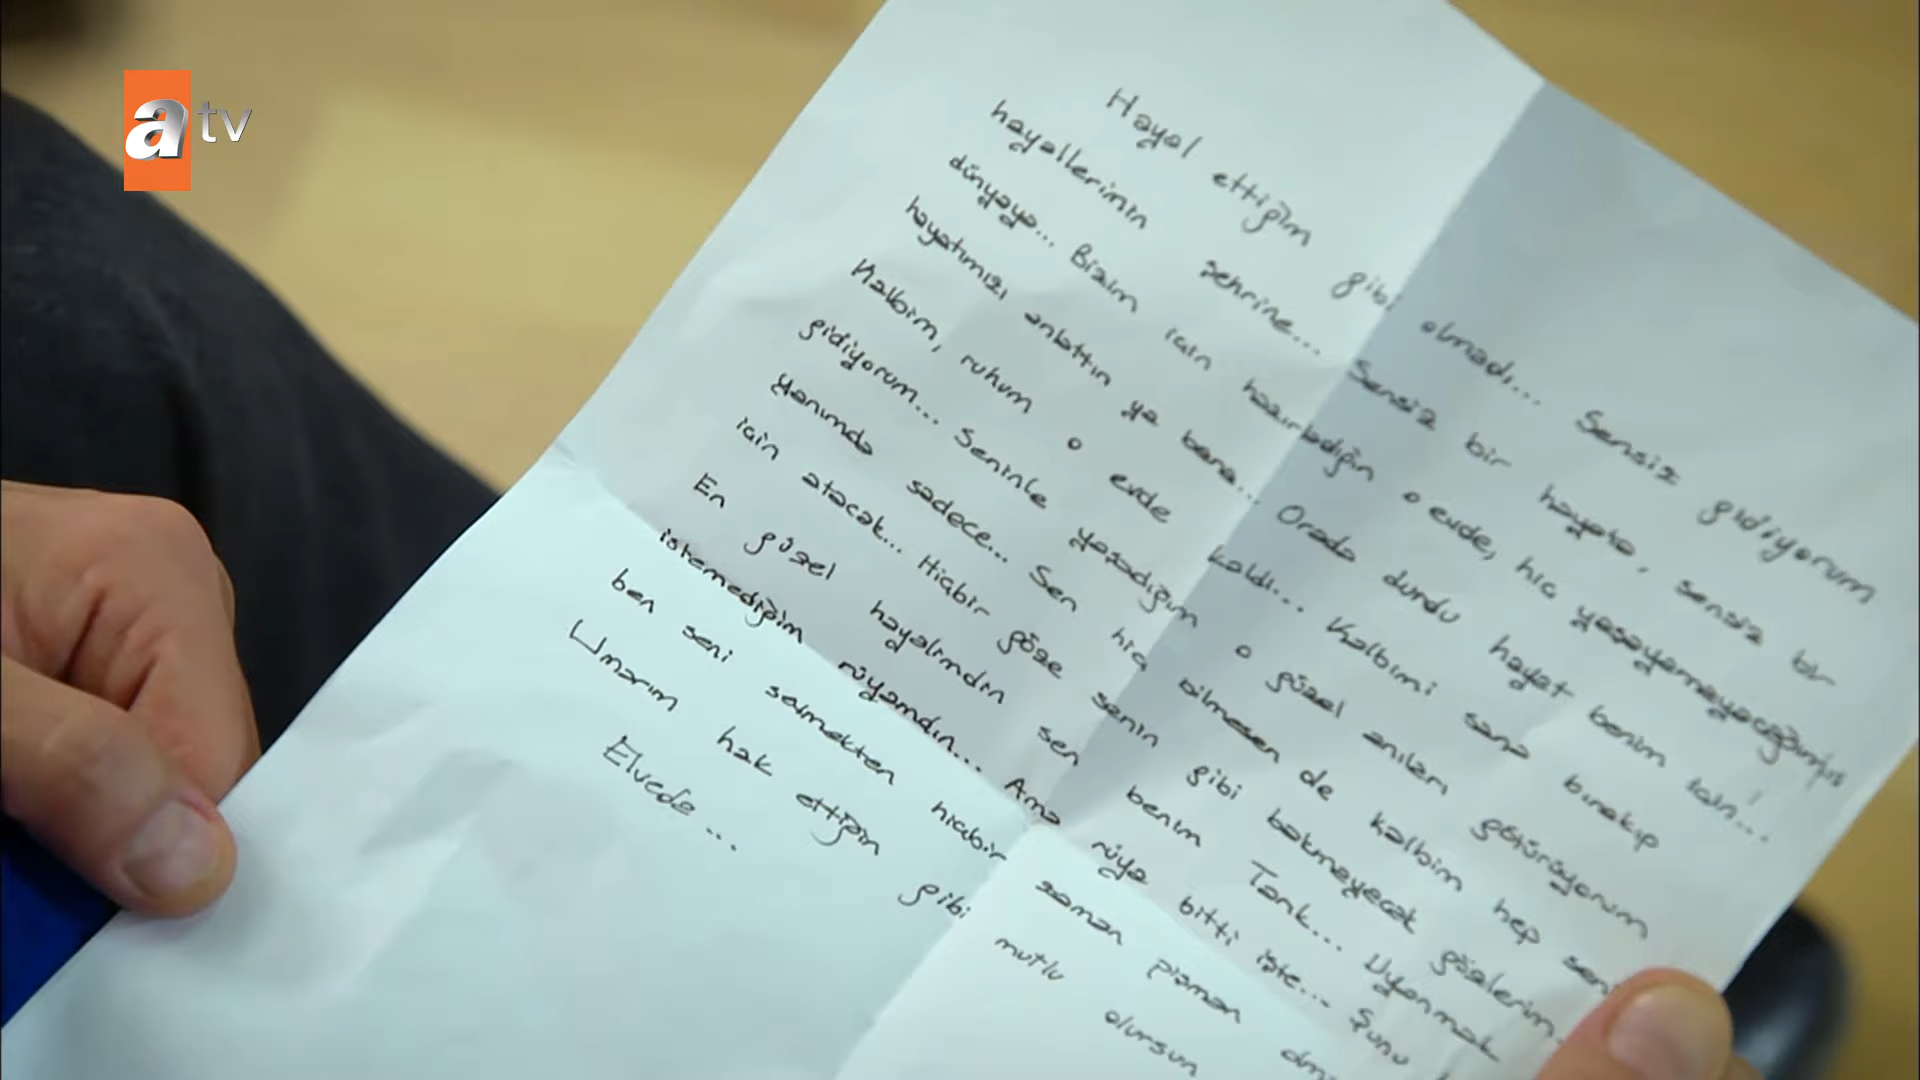 atv
Hayal ettiğim gibi olmadı... Sensiz gidiyorum
hayallerimin şehrine... Sensiz bir hayata, sensiz bir
dünyaya... Bizim için hazırladığın o evde, hiç yaşayamayacağımız
hayatımızı anlattın ya bana... Orada durdu hayat benim için...
Kalbim, ruhum o evde kaldı... Kalbimi sana bırakıp
gidiyorum... Seninle yaşadığım o güzel anıları götürüyorum
yanımda sadece... Sen hiç bilmesen de kalbim hep
için atacak... Hiçbir göze senin gibi bakmayacak gözlerim...
En güzel hayalimdin sen benim Tarık... Uyanmak
istemediğim rüyamdın... Ama rüya bitti işte... Şunu
ben seni sevmekten hiçbir zaman pişman
Umarım hak ettiğin gibi mutlu olursun
Elveda ...